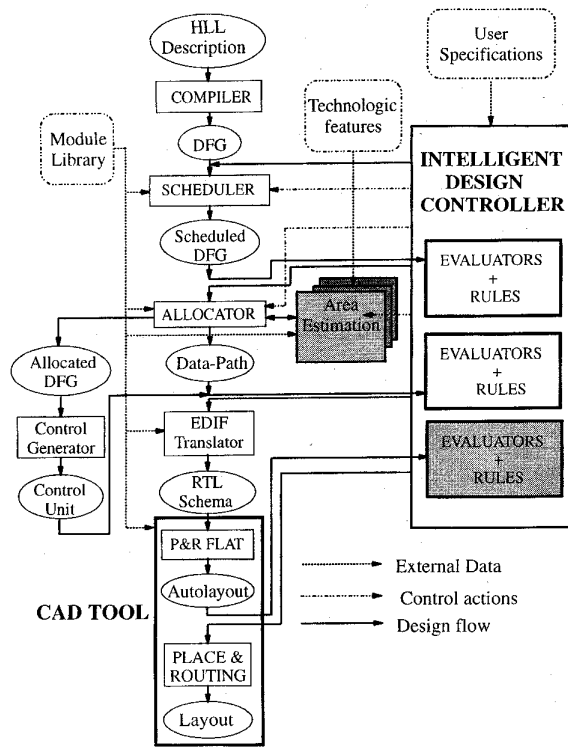 HLL
Description
User
Specifications
COMPILER
Technologic
features
Module
Library
DFG
INTELLIGENT
DESIGN
CONTROLLER
SCHEDULER
Scheduled
DFG
EVALUATORS
+
RULES
ALLOCATOR
Area
Estimation
Allocated
DFG
Data-Path
EVALUATORS
+
RULES
Control
Generator
EDIF
Translator
EVALUATORS
+
RULES
Control
Unit
RTL
Schema
P&R FLAT
External Data
Autolayout
Control actions
CAD TOOL
Design flow
PLACE &
ROUTING
Layout